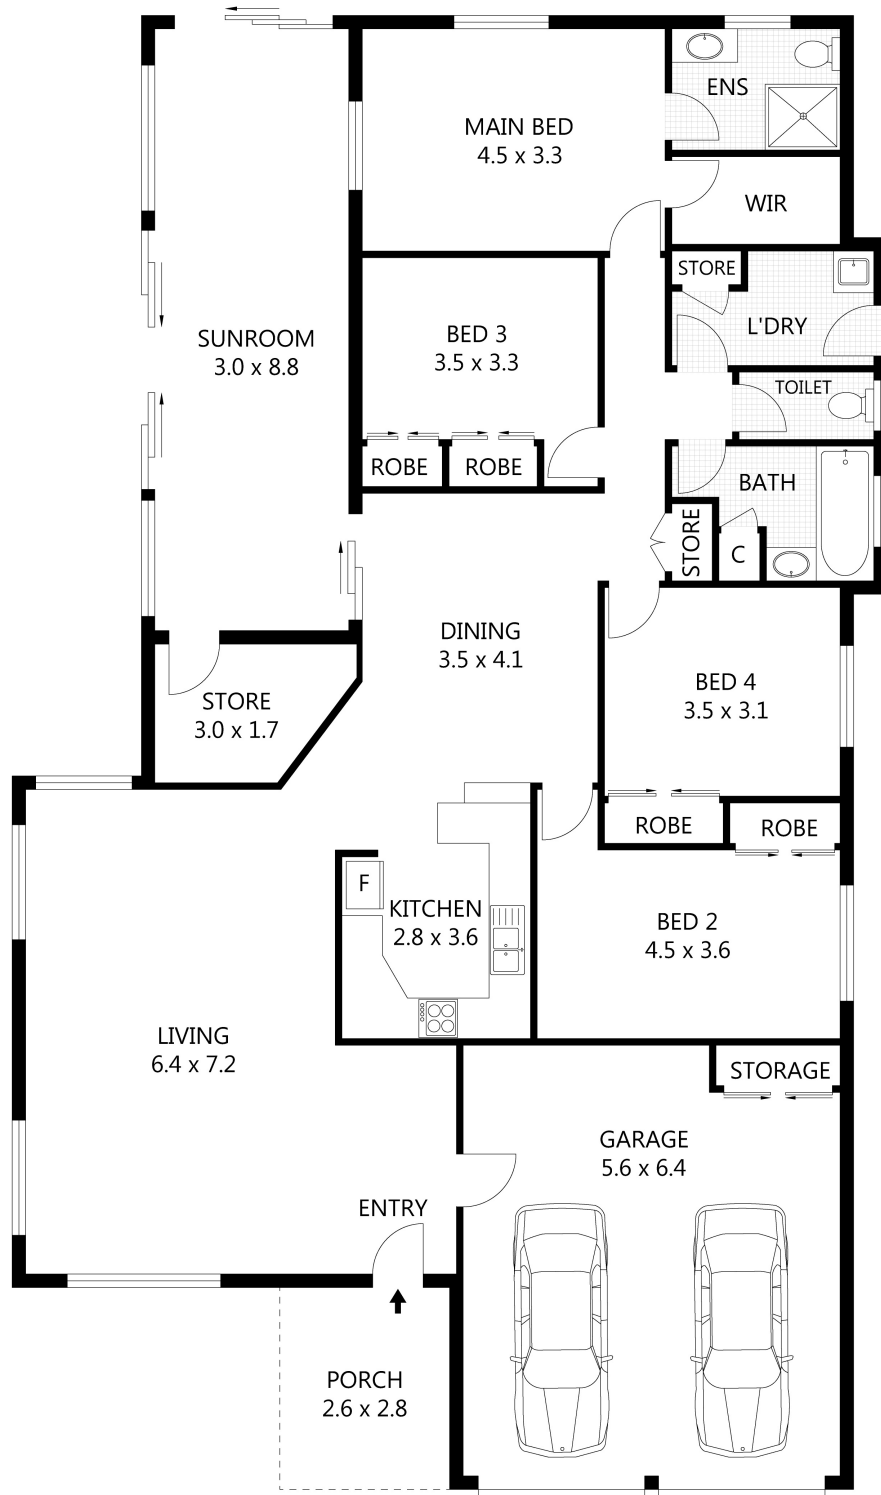 ENS
MAIN BED
4.5 x 3.3
WIR
STORE
L'DRY
SUNROOM
3.0 x 8.8
BED 3
3.5 x 3.3
TOILET
ROBE
ROBE
BATH
STORE
C
DINING
3.5 x 4.1
STORE
3.0 x 1.7
BED 4
3.5 x 3.1
ROBE
ROBE
F
KITCHEN
2.8 x 3.6
BED 2
4.5 x 3.6
LIVING
6.4 x 7.2
STORAGE
GARAGE
5.6 x 6.4
ENTRY
PORCH
2.6 x 2.8